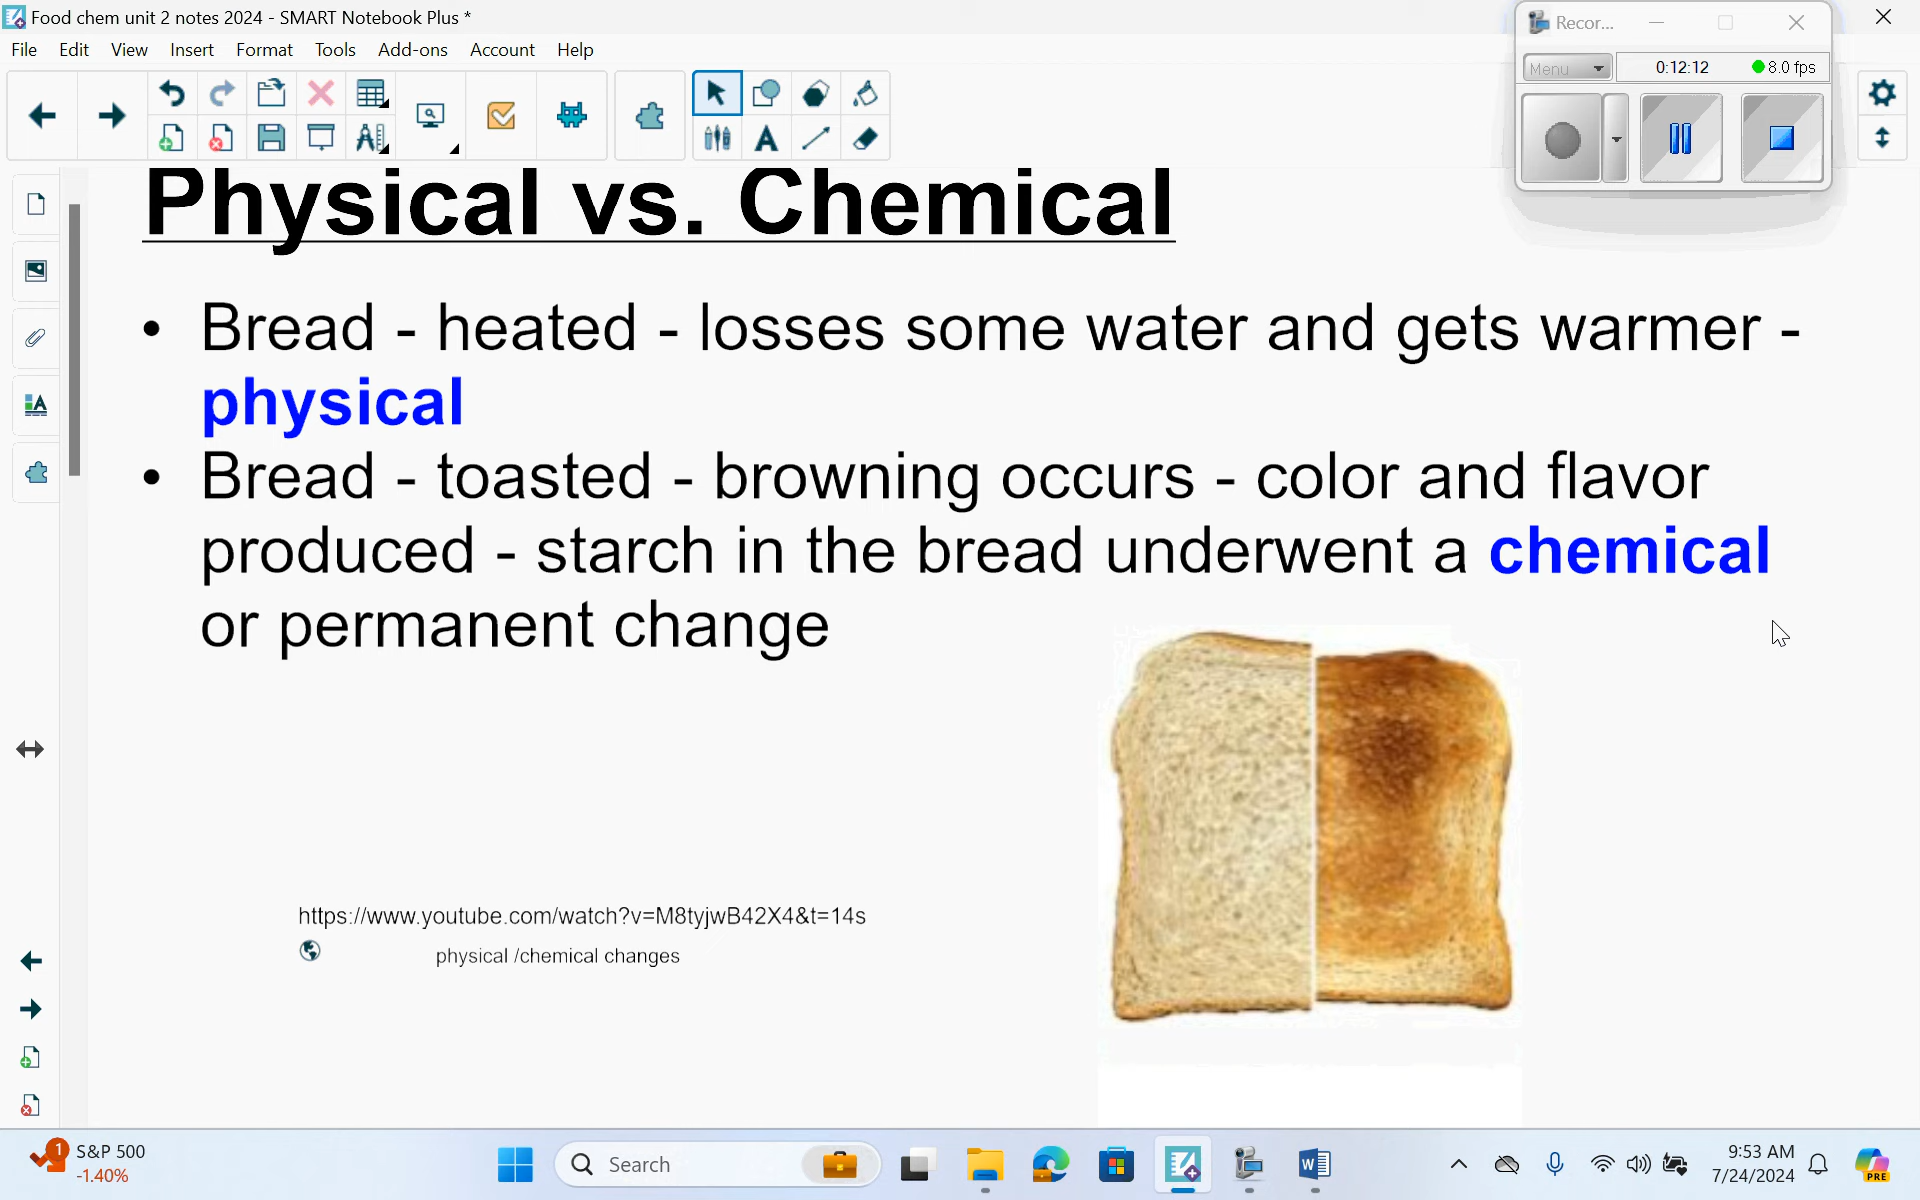 Food chem unit 2 notes 2024 - SMART Notebook Plus *
Recor...
File Edit View Insert Format Tools Add-ons Account Help
Menu 0:12:12 8.0 fps
Physical vs. Chemical
• Bread - heated - losses some water and gets warmer -
physical
• Bread - toasted - browning occurs - color and flavor
produced - starch in the bread underwent a chemical
or permanent change
https://www.youtube.com/watch?v=M8tyjwB42X4&t=14s
physical /chemical changes
1 S&P 500
-1.40%
Search
9:53 AM
7/24/2024
PRE